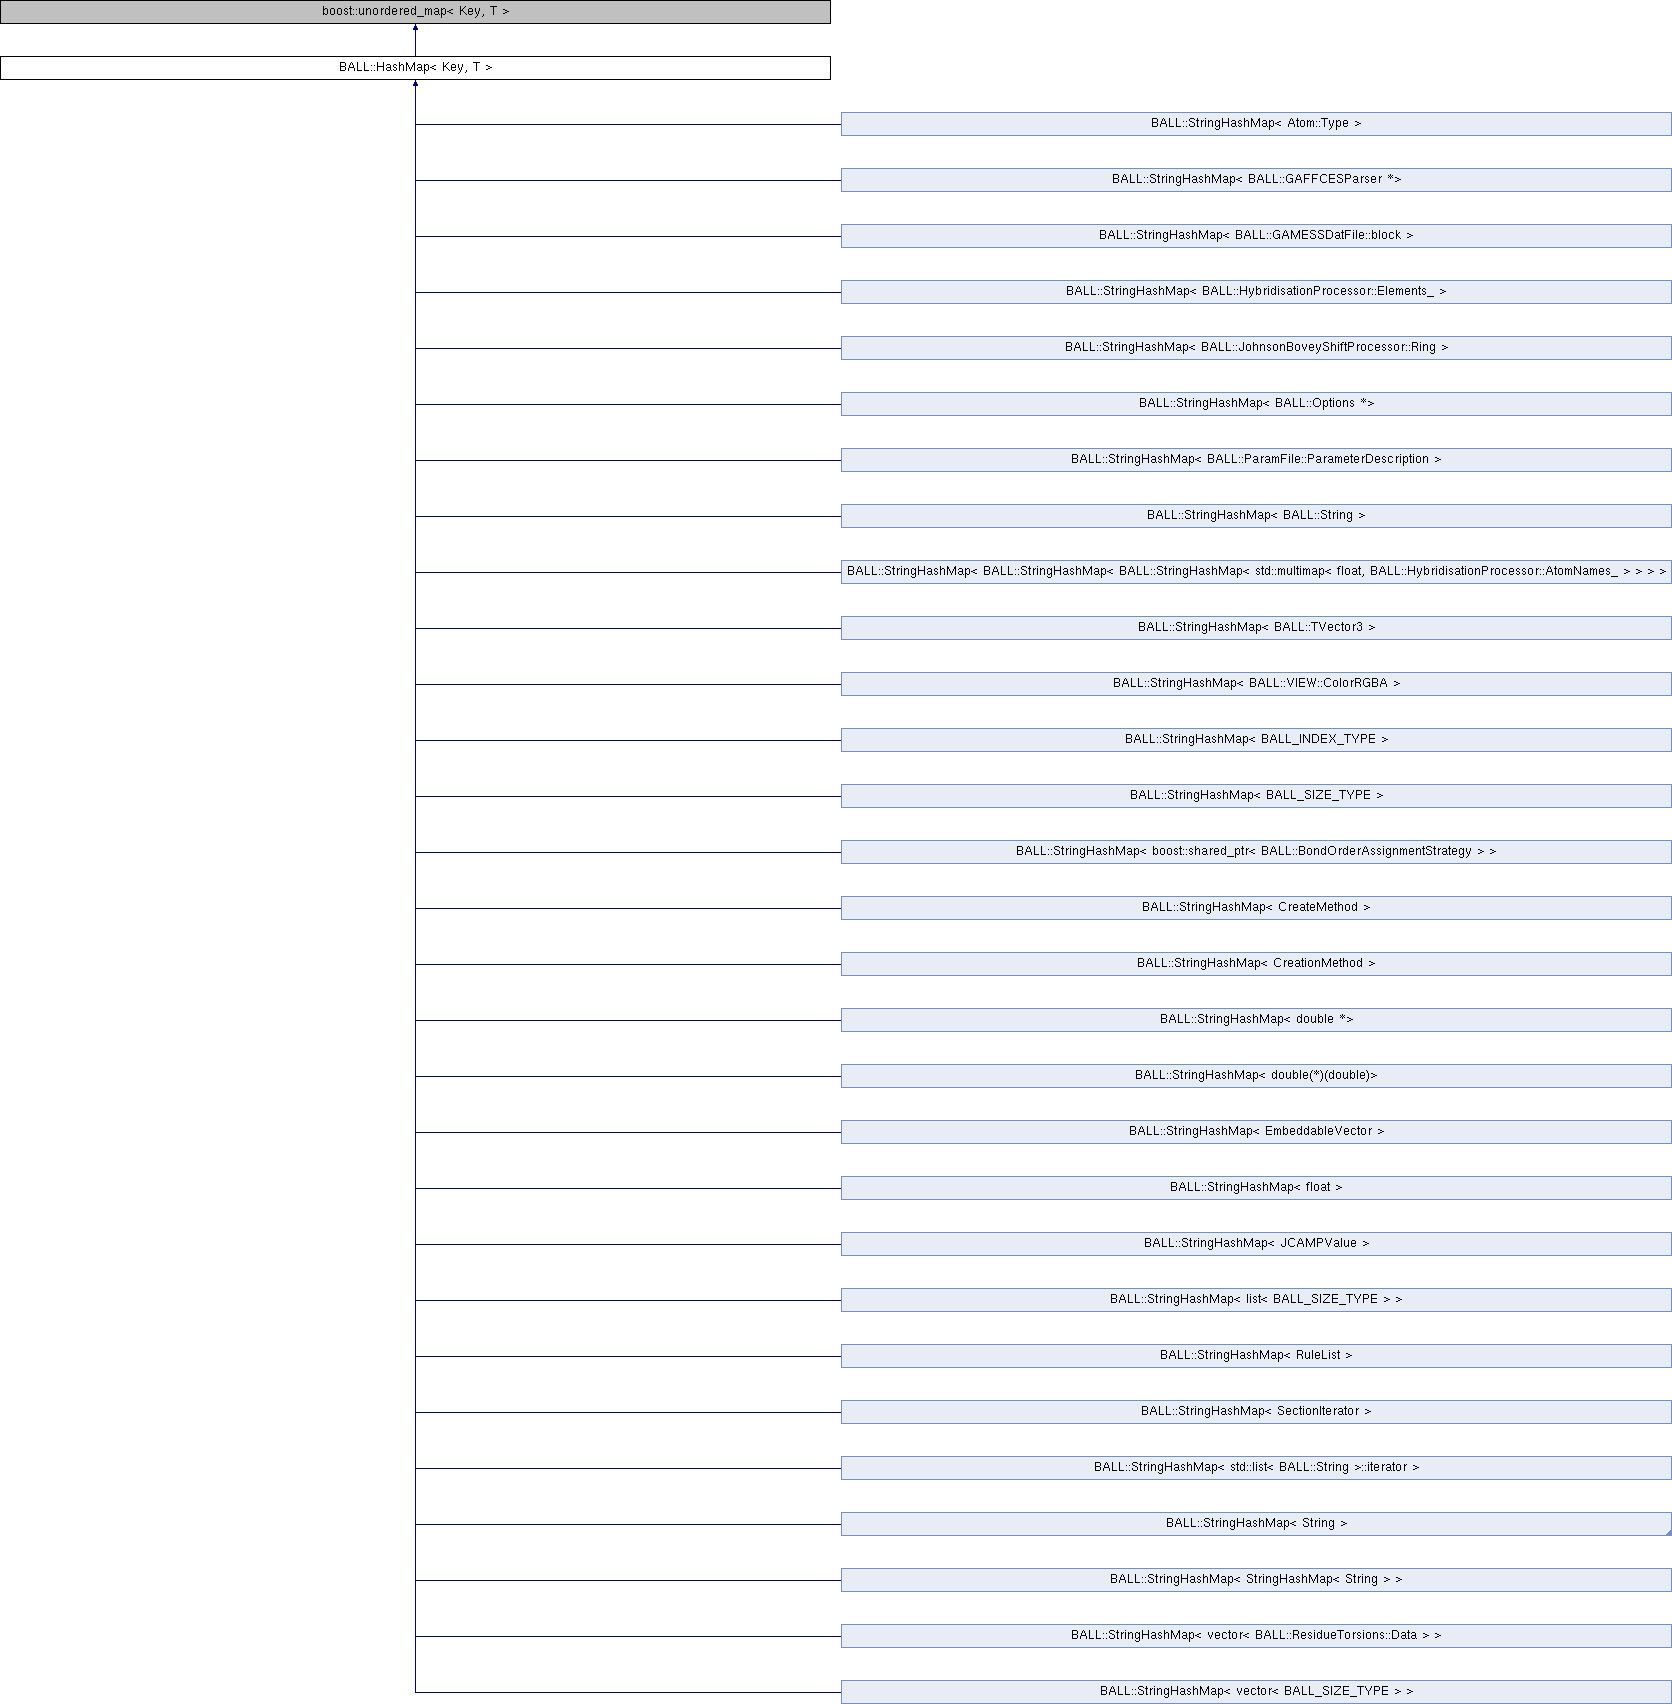 boost::unordered_map< Key, T >
BALL::HashMap< Key, T >
BALL::StringHashMap< Atom::Type >
BALL::StringHashMap< BALL::GAFFCESParser *>
BALL::StringHashMap< BALL::GAMESSDatFile::block >
BALL::StringHashMap< BALL::HybridisationProcessor::Elements_ >
BALL::StringHashMap< BALL::JohnsonBoveyShiftProcessor::Ring >
BALL::StringHashMap< BALL::Options *>
BALL::StringHashMap< BALL::ParamFile::ParameterDescription >
BALL::StringHashMap< BALL::String >
BALL::StringHashMap< BALL::StringHashMap< BALL::StringHashMap< std::multimap< float, BALL::HybridisationProcessor::AtomNames_ > > > >
BALL::StringHashMap< BALL::TVector3 >
BALL::StringHashMap< BALL::VIEW::ColorRGBA >
BALL::StringHashMap< BALL_INDEX_TYPE >
BALL::StringHashMap< BALL_SIZE_TYPE >
BALL::StringHashMap< boost::shared_ptr< BALL::BondOrderAssignmentStrategy > >
BALL::StringHashMap< CreateMethod >
BALL::StringHashMap< CreationMethod >
BALL::StringHashMap< double *>
BALL::StringHashMap< double(*)(double)>
BALL::StringHashMap< EmbeddableVector >
BALL::StringHashMap< float >
BALL::StringHashMap< JCAMPValue >
BALL::StringHashMap< list< BALL_SIZE_TYPE > >
BALL::StringHashMap< RuleList >
BALL::StringHashMap< SectionIterator >
BALL::StringHashMap< std::list< BALL::String >::iterator >
BALL::StringHashMap< String >
BALL::StringHashMap< StringHashMap< String > >
BALL::StringHashMap< vector< BALL::ResidueTorsions::Data > >
BALL::StringHashMap< vector< BALL_SIZE_TYPE > >